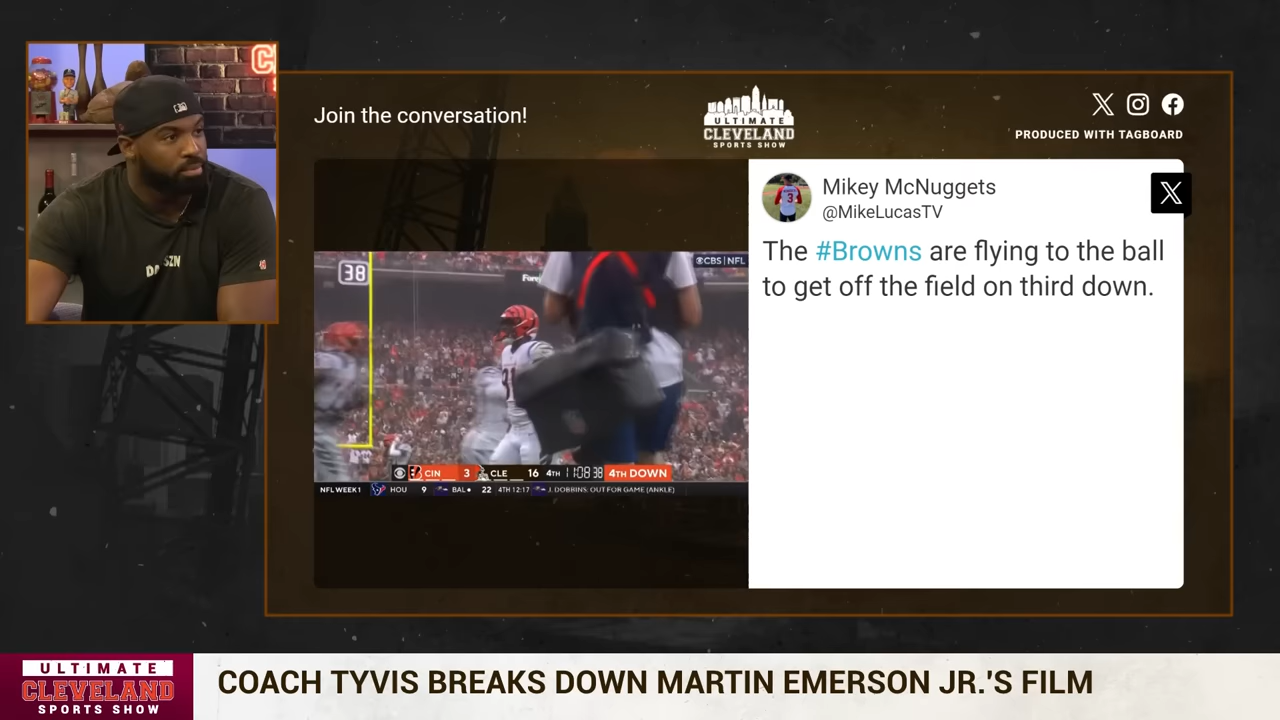 Join the conversation!
ULTIMATE
CLEVELAND
SPORTS SHOW
PRODUCED WITH TAGBOARD
Mikey McNuggets
@MikeLucasTV
The #Browns are flying to the ball
to get off the field on third down.
38
CBS | NFL
CIN 3 CLE 16 4TH 11:08 38 4TH DOWN
NFL WEEK 1 HOU 9 BAL 22 4TH 12:17 J. DOBBINS: OUT FOR GAME (ANKLE)
ULTIMATE
CLEVELAND
SPORTS SHOW
COACH TYVIS BREAKS DOWN MARTIN EMERSON JR.'S FILM